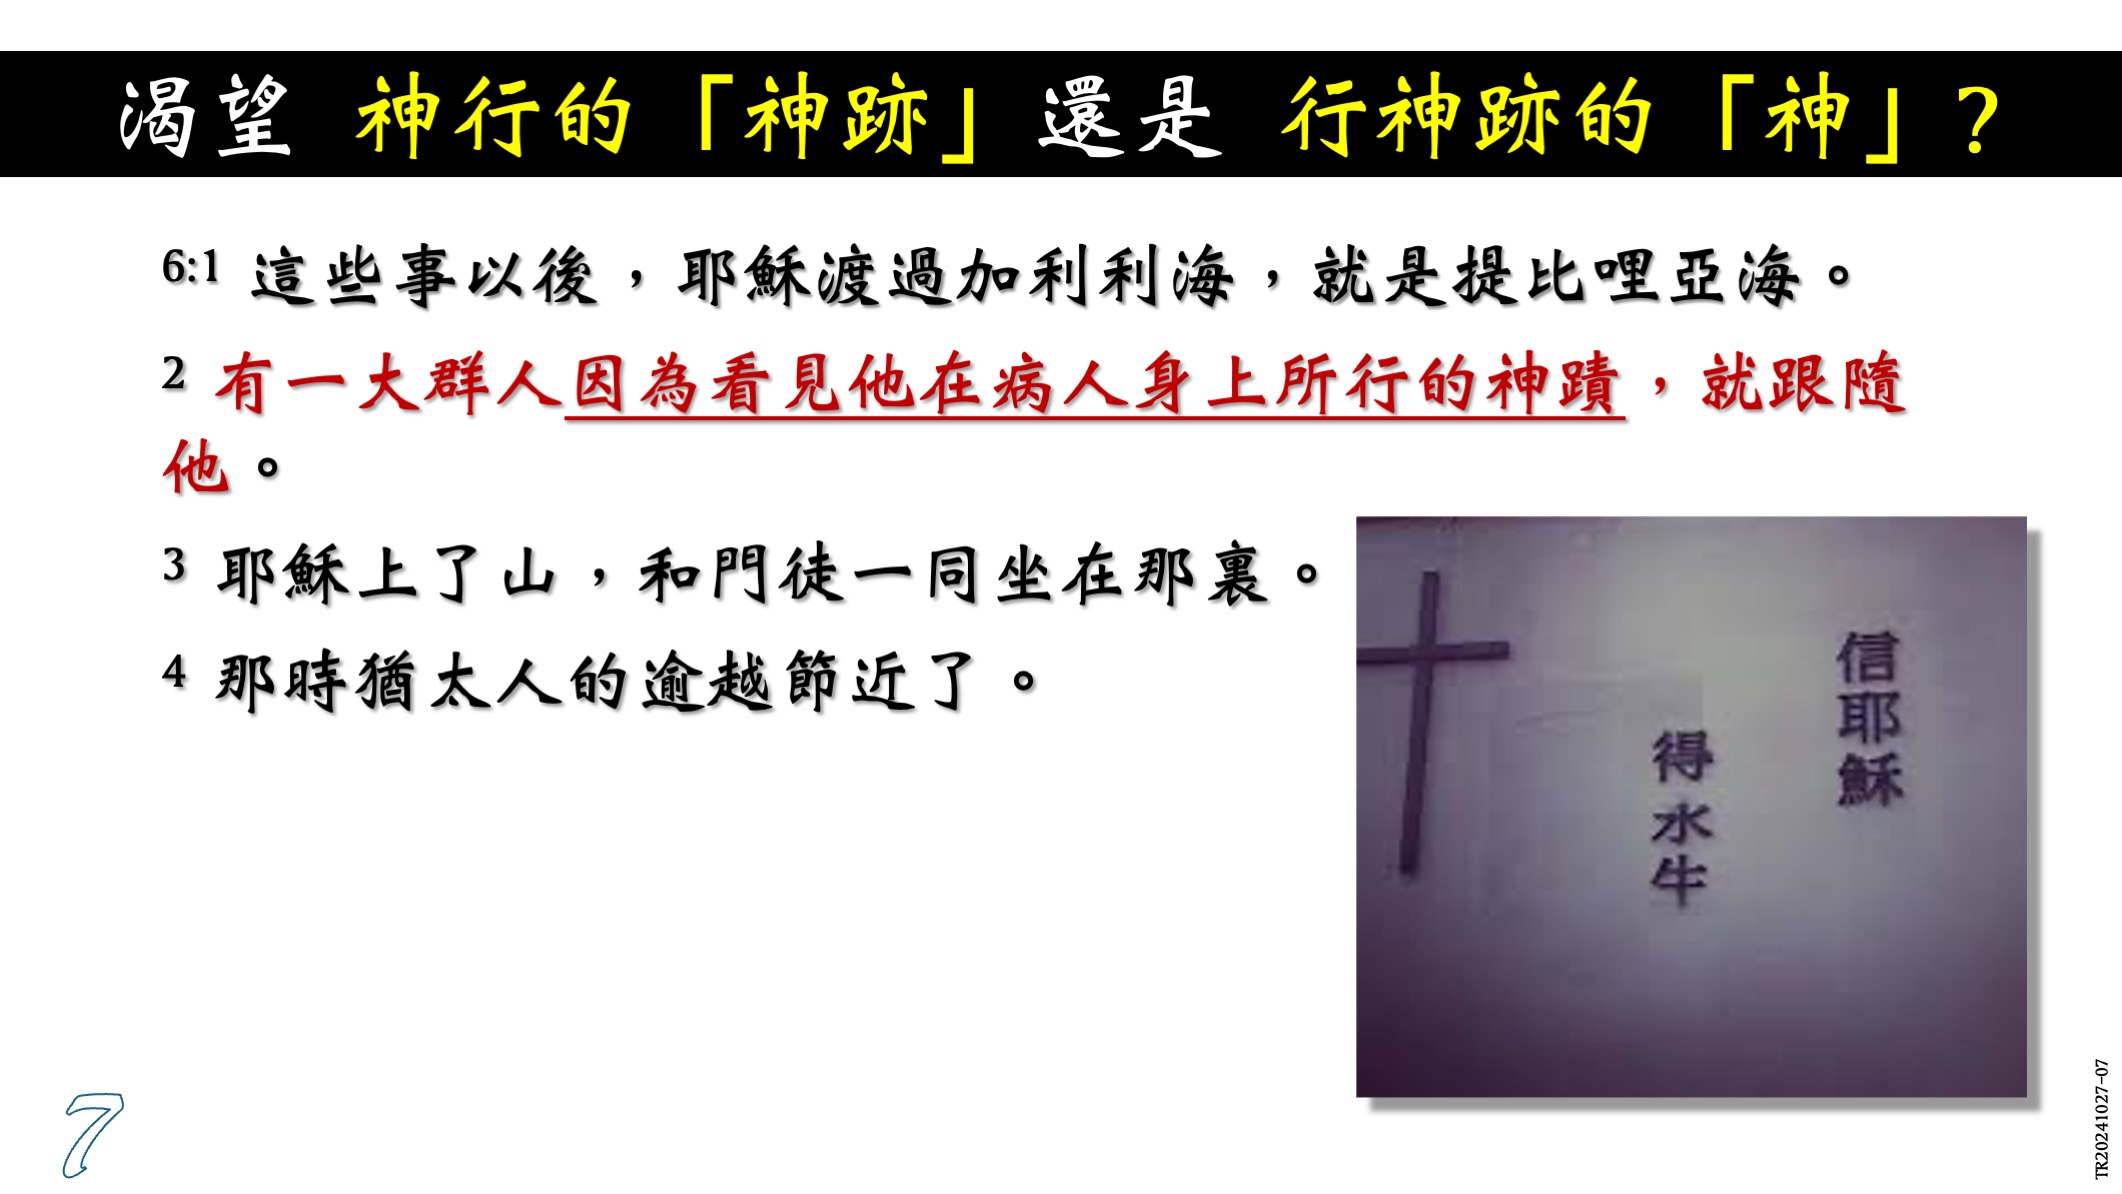 渴望 神行的「神跡」還是 行神跡的「神」?
6:1 這些事以後，耶穌渡過加利利海，就是提比哩亞海。
2 有一大群人因為看見他在病人身上所行的神蹟，就跟隨
他。
3 耶穌上了山，和門徒一同坐在那裏。
4 那時猶太人的逾越節近了。
信耶穌
得水牛
7
TR20241027-07